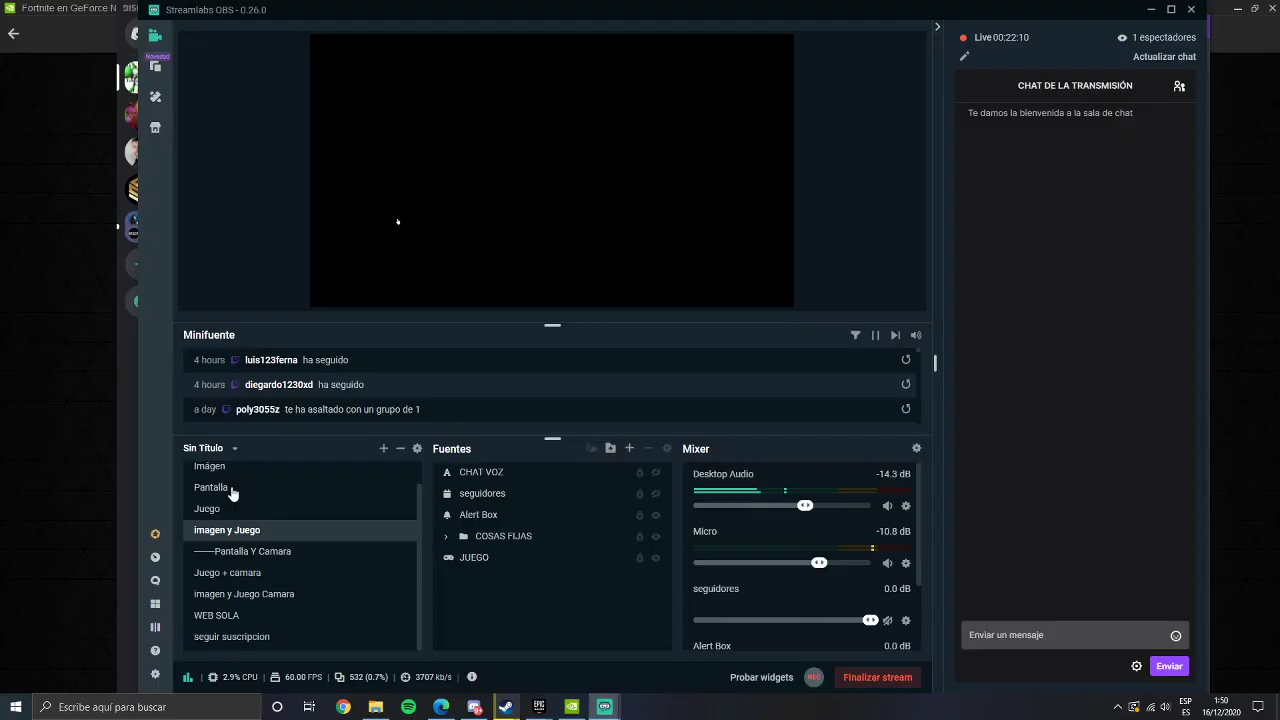 Fortnite en GeForce N
DISC
Streamlabs OBS - 0.26.0
Live 00:22:10
1 espectadores
Novedad
Actualizar chat
CHAT DE LA TRANSMISIÓN
Te damos la bienvenida a la sala de chat
Minifuente
4 hours luis123ferna ha seguido
4 hours diegardo1230xd ha seguido
a day poly3055z te ha asaltado con un grupo de 1
Sin Título
Imágen
Pantalla
Juego
imagen y Juego
——Pantalla Y Camara
Juego + camara
imagen y Juego Camara
WEB SOLA
seguir suscripcion
Fuentes
CHAT VOZ
seguidores
Alert Box
COSAS FIJAS
JUEGO
Mixer
Desktop Audio -14.3 dB
Micro -10.8 dB
seguidores 0.0 dB
Alert Box 0.0 dB
Enviar un mensaje
Enviar
2.9% CPU 60.00 FPS 532 (0.7%) 3707 kb/s
Probar widgets REC Finalizar stream
Escribe aquí para buscar
EPIC
ESP
ES
1:50
16/12/2020